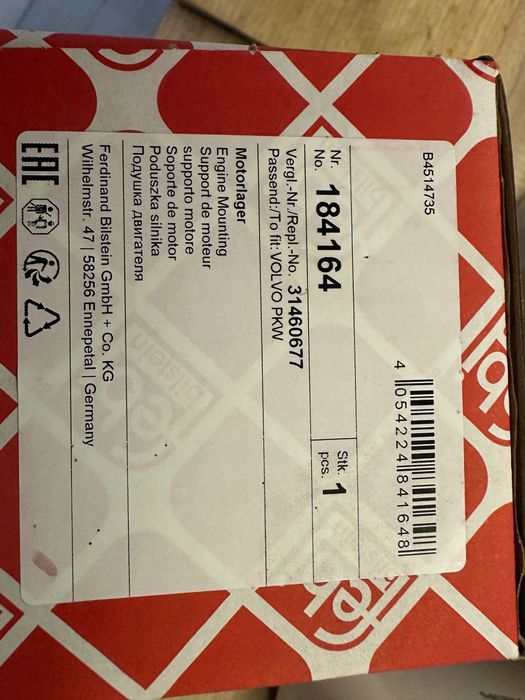 B4514735
4 054224 841648
Nr.
No. 184164
Stk.
pcs. 1
Vergl.-Nr./Repl.-No. 31460677
Passend:/To fit: VOLVO PKW
Motorlager
Engine Mounting
Support de moteur
supporto motore
Soporte de motor
Poduszka silnika
Подушка двигателя
Ferdinand Bilstein GmbH + Co. KG
Wilhelmstr. 47 | 58256 Ennepetal | Germany
EAC